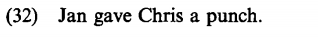 (32) Jan gave Chris a punch.